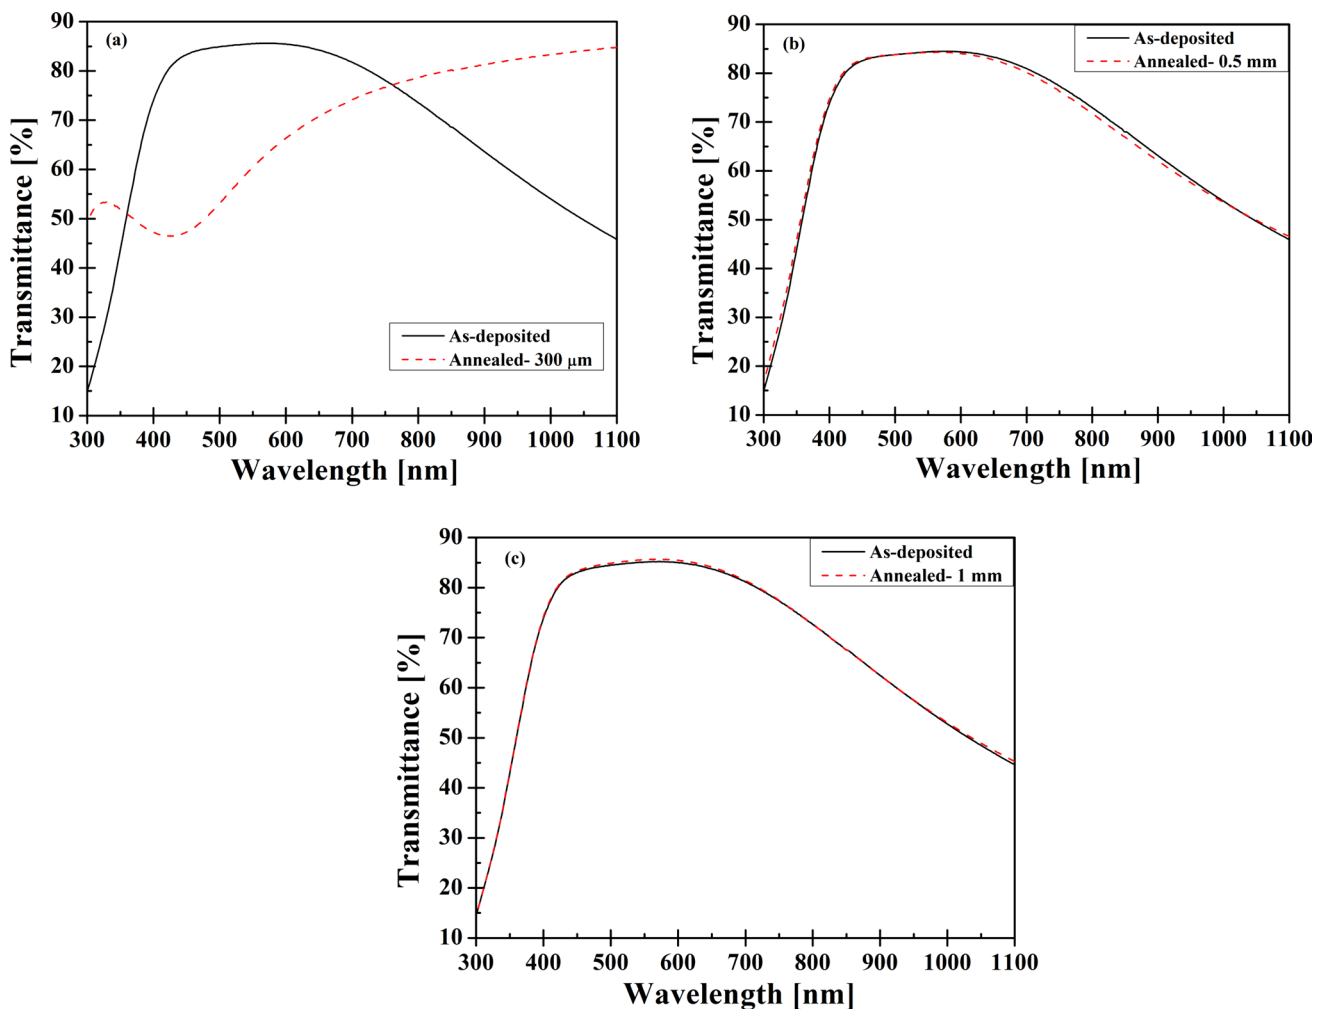 (a)
Transmittance [%]
90
80
70
60
50
40
30
20
10
As-deposited
Annealed- 300 μm
300 400 500 600 700 800 900 1000 1100
Wavelength [nm]
(b)
Transmittance [%]
90
80
70
60
50
40
30
20
10
As-deposited
Annealed- 0.5 mm
300 400 500 600 700 800 900 1000 1100
Wavelength [nm]
(c)
Transmittance [%]
90
80
70
60
50
40
30
20
10
As-deposited
Annealed- 1 mm
300 400 500 600 700 800 900 1000 1100
Wavelength [nm]